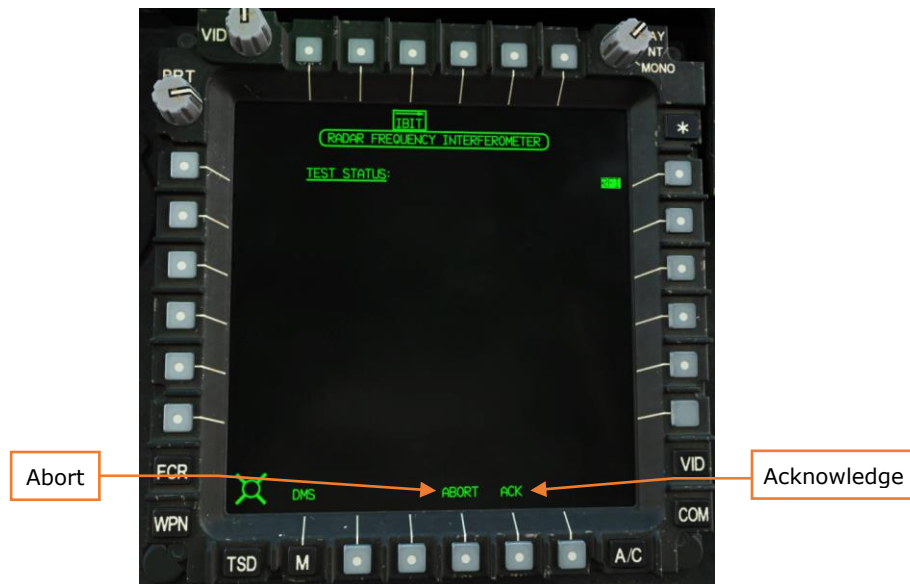 VID
AY
NT
MONO
BRT
*
IBIT
RADAR FREQUENCY INTERFEROMETER
TEST STATUS:
Abort
Acknowledge
FCR
VID
DMS
ABORT
ACK
WPN
COM
TSD
M
A/C